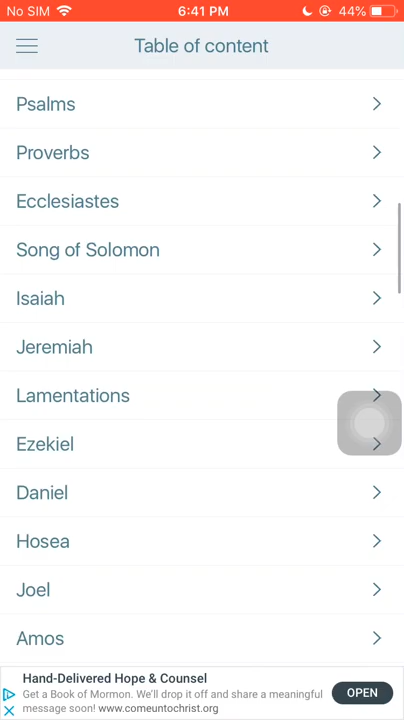 No SIM 6:41 PM 44%
Table of content
Psalms
Proverbs
Ecclesiastes
Song of Solomon
Isaiah
Jeremiah
Lamentations
Ezekiel
Daniel
Hosea
Joel
Amos
Hand-Delivered Hope & Counsel
Get a Book of Mormon. We'll drop it off and share a meaningful
message soon! www.comeuntochrist.org
OPEN